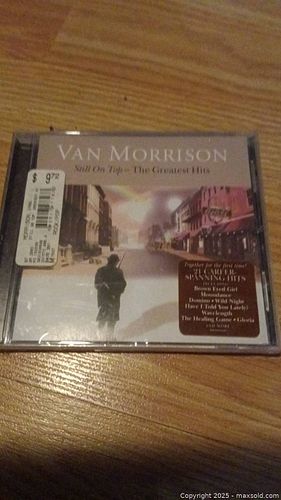 $ 9
VAN MORRISON
Still On Top - The Greatest Hits
Together for the first time!
21 CAREER-
SPANNING HITS
Brown Eyed Girl
Moondance
Domino • Wild Night
Have I Told You Lately
Wavelength
The Healing Game • Gloria
AND MORE
Copyright 2025 - maxsold.com